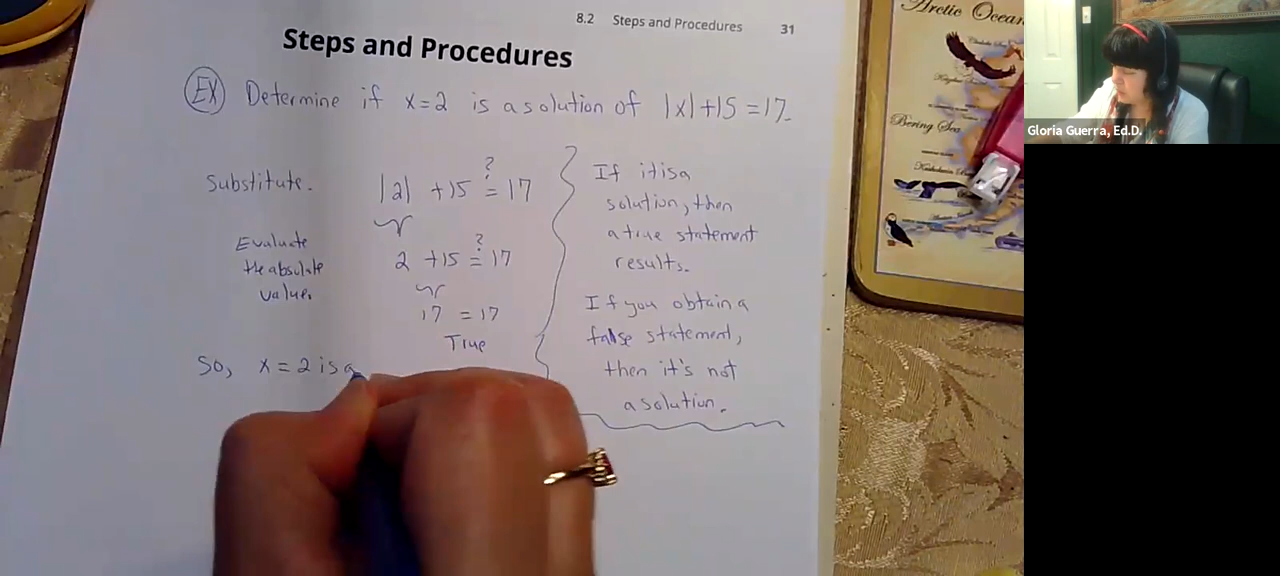 8.2 Steps and Procedures 31
Steps and Procedures
EX Determine if x=2 is a solution of |x|+15=17.
Substitute. |2| +15 ≟ 17
Evaluate
the absolute
value.
2 +15 ≟ 17
17 = 17
True
So, x = 2 is a
If it is a
solution, then
a true statement
results.
If you obtain a
false statement,
then it's not
a solution.
Arctic Ocean
Bering Sea
Gloria Guerra, Ed.D.